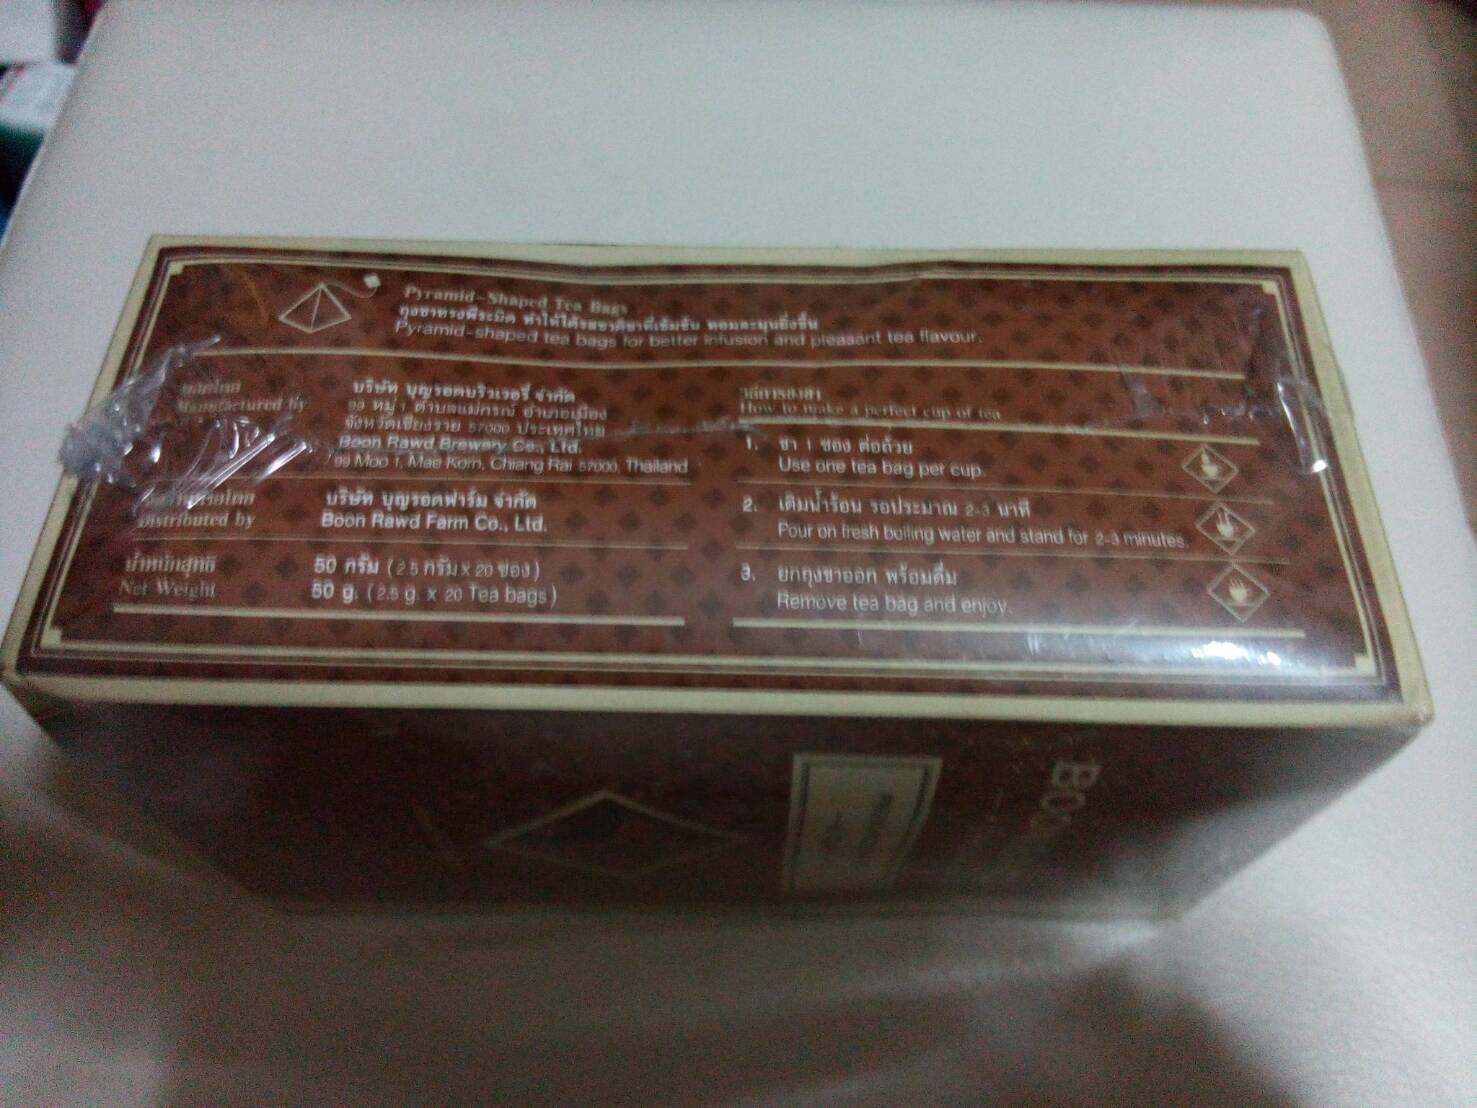 Pyramid-Shaped Tea Bags
ถุงชาทรงพีระมิด ทำให้ได้รสชาติชาที่เข้มข้น หอมละมุนยิ่งขึ้น
Pyramid-shaped tea bags for better infusion and pleasant tea flavour.
ผลิตโดย
Manufactured by
บริษัท บุญรอดบริวเวอรี่ จำกัด
99 หมู่ 1 ตำบลแม่กรณ์ อำเภอเมือง
จังหวัดเชียงราย 57000 ประเทศไทย
Boon Rawd Brewery Co., Ltd.
99 Moo 1, Mae Korn, Chiang Rai 57000, Thailand
Distributed by
บริษัท บุญรอดฟาร์ม จำกัด
Boon Rawd Farm Co., Ltd.
น้ำหนักสุทธิ
Net Weight
50 กรัม (2.5 กรัม x 20 ซอง)
50 g. (2.5 g x 20 Tea bags)
วิธีการชงชา
How to make a perfect cup of tea
1. ชา 1 ซอง ต่อถ้วย
Use one tea bag per cup.
2. เติมน้ำร้อน รอประมาณ 2-3 นาที
Pour on fresh boiling water and stand for 2-3 minutes.
3. ยกถุงชาออก พร้อมดื่ม
Remove tea bag and enjoy.